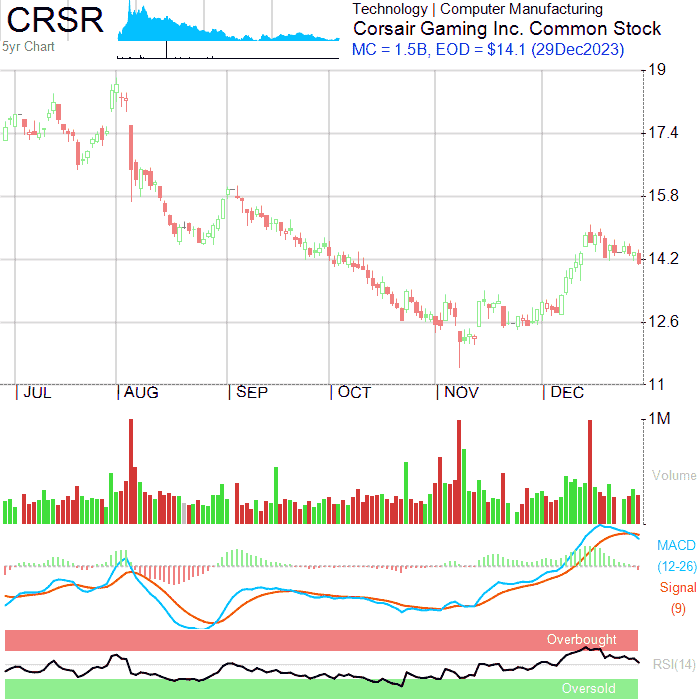 CRSR
5yr Chart
Technology | Computer Manufacturing
Corsair Gaming Inc. Common Stock
MC = 1.5B, EOD = $14.1 (29Dec2023)
19
17.4
15.8
14.2
12.6
11
JUL
AUG
SEP
OCT
NOV
DEC
1M
Volume
MACD
(12-26)
Signal
(9)
Overbought
RSI(14)
Oversold